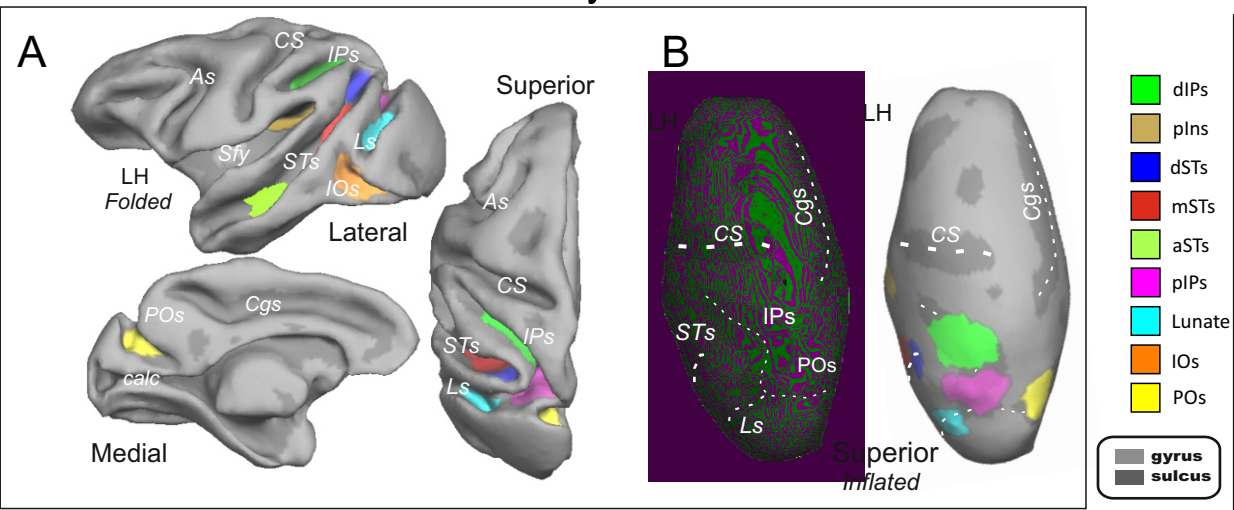 A
CS
IPs
As
Sfy
STs
Ls
IOs
LH
Folded
Lateral
POs
Cgs
calc
Medial
Superior
As
CS
IPs
STs
Ls
B
LH
CS
Cgs
IPs
STs
POs
Ls
LH
CS
Cgs
Superior
Inflated
dIPs
pIns
dSTs
mSTs
aSTs
pIPs
Lunate
IOs
POs
gyrus
sulcus